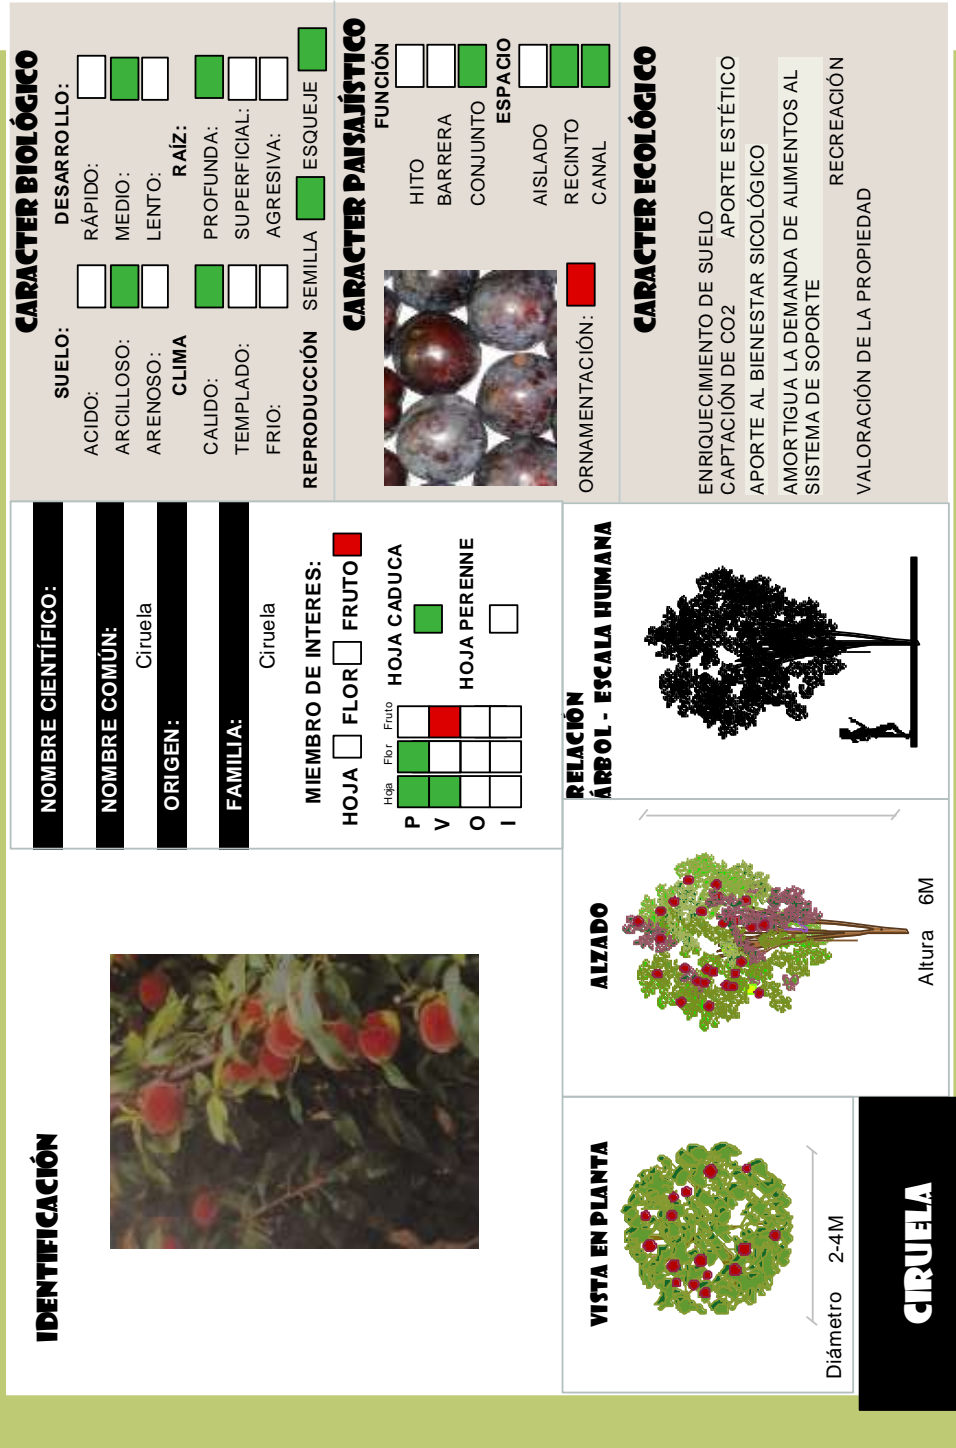 IDENTIFICACIÓN
NOMBRE CIENTÍFICO:
NOMBRE COMÚN:
Ciruela
ORIGEN:
FAMILIA:
Ciruela
MIEMBRO DE INTERES:
HOJA FLOR FRUTO
Hoja Flor Fruto
P
V
O
I
HOJA CADUCA
HOJA PERENNE
CARACTER BIOLÓGICO
SUELO:
ACIDO:
ARCILLOSO:
ARENOSO:
DESARROLLO:
RÁPIDO:
MEDIO:
LENTO:
CLIMA
CALIDO:
TEMPLADO:
FRIO:
RAÍZ:
PROFUNDA:
SUPERFICIAL:
AGRESIVA:
REPRODUCCIÓN SEMILLA ESQUEJE
CARACTER PAISAJÍSTICO
FUNCIÓN
HITO
BARRERA
CONJUNTO
ESPACIO
AISLADO
RECINTO
CANAL
ORNAMENTACIÓN:
CARACTER ECOLÓGICO
ENRIQUECIMIENTO DE SUELO
CAPTACIÓN DE CO2 APORTE ESTÉTICO
APORTE AL BIENESTAR SICOLÓGICO
AMORTIGUA LA DEMANDA DE ALIMENTOS AL
SISTEMA DE SOPORTE
RECREACIÓN
VALORACIÓN DE LA PROPIEDAD
VISTA EN PLANTA
Diámetro 2-4M
ALZADO
Altura 6M
RELACIÓN
ÁRBOL - ESCALA HUMANA
CIRUELA